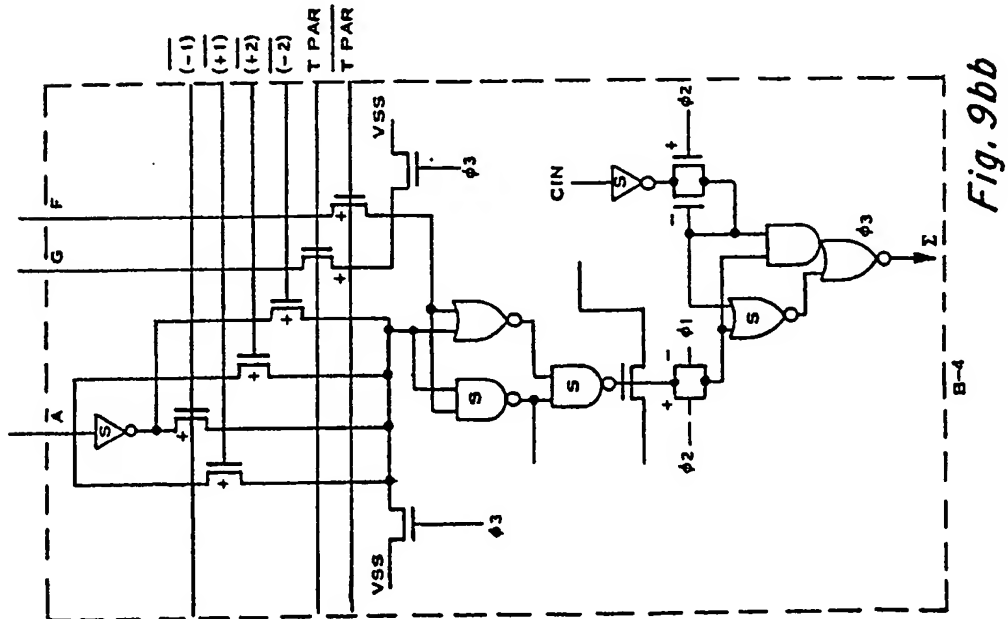 A
G
F
(-1)
(+1)
(+2)
(-2)
T PAR
T PAR
S
+
+
+
+
+
+
VSS
φ3
VSS
φ3
S
S
CIN
S
+
-
φ2
φ2
+
-
φ1
S
φ3
Σ
B-4
Fig. 9bb